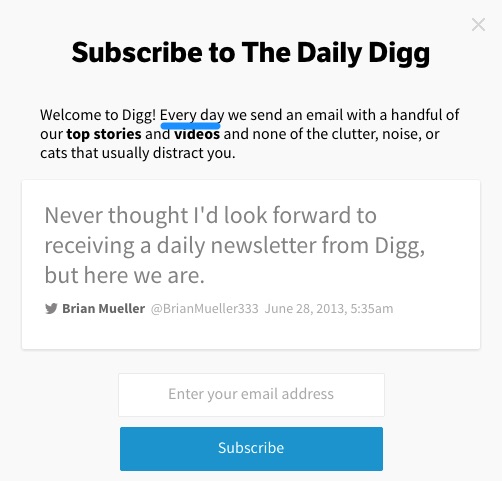 Subscribe to The Daily Digg
Welcome to Digg! Every day we send an email with a handful of
our top stories and videos and none of the clutter, noise, or
cats that usually distract you.
Never thought I'd look forward to
receiving a daily newsletter from Digg,
but here we are.
Brian Mueller @BrianMueller333 June 28, 2013, 5:35am
Enter your email address
Subscribe